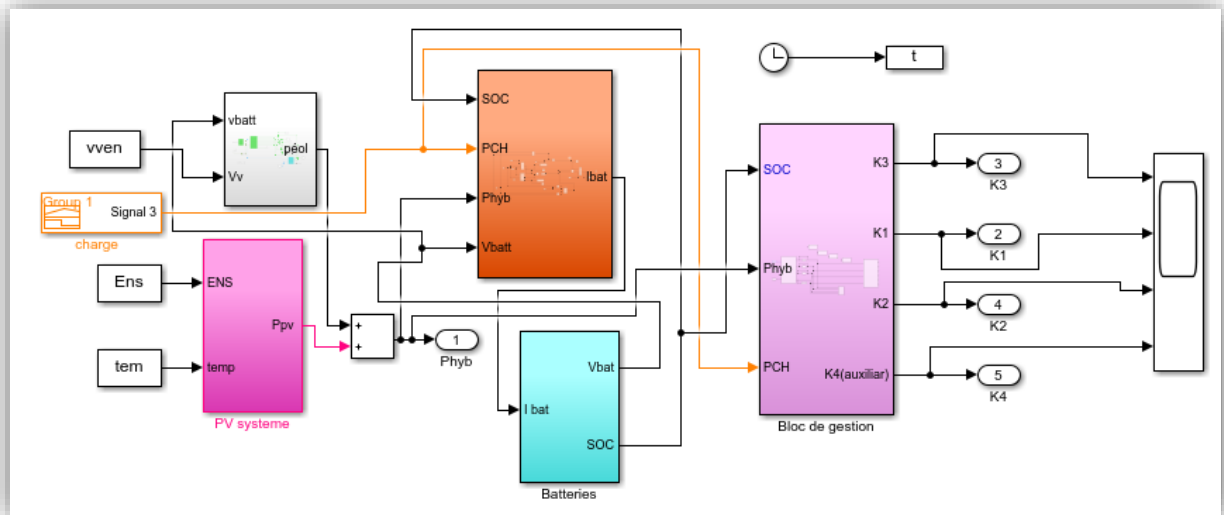 t
vbatt
péol
Vv
vven
Group 1
Signal 3
charge
Ens
tem
ENS
Ppv
temp
PV systeme
+
+
1
Phyb
SOC
PCH
Ibat
Phyb
Vbatt
Vbat
I bat
SOC
Batteries
SOC
K3
K1
Phyb
K2
PCH
K4(auxiliar)
Bloc de gestion
3
K3
2
K1
4
K2
5
K4